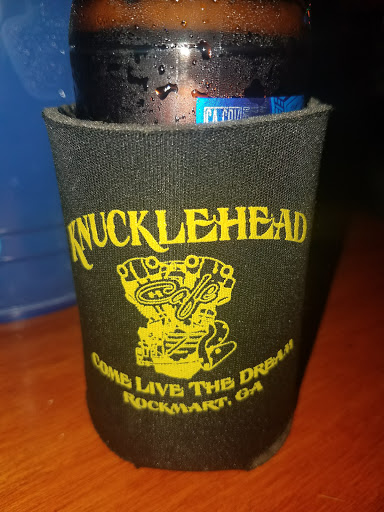 KNUCKLEHEAD
Cafe
COME LIVE THE DREAM
ROCKMART, GA